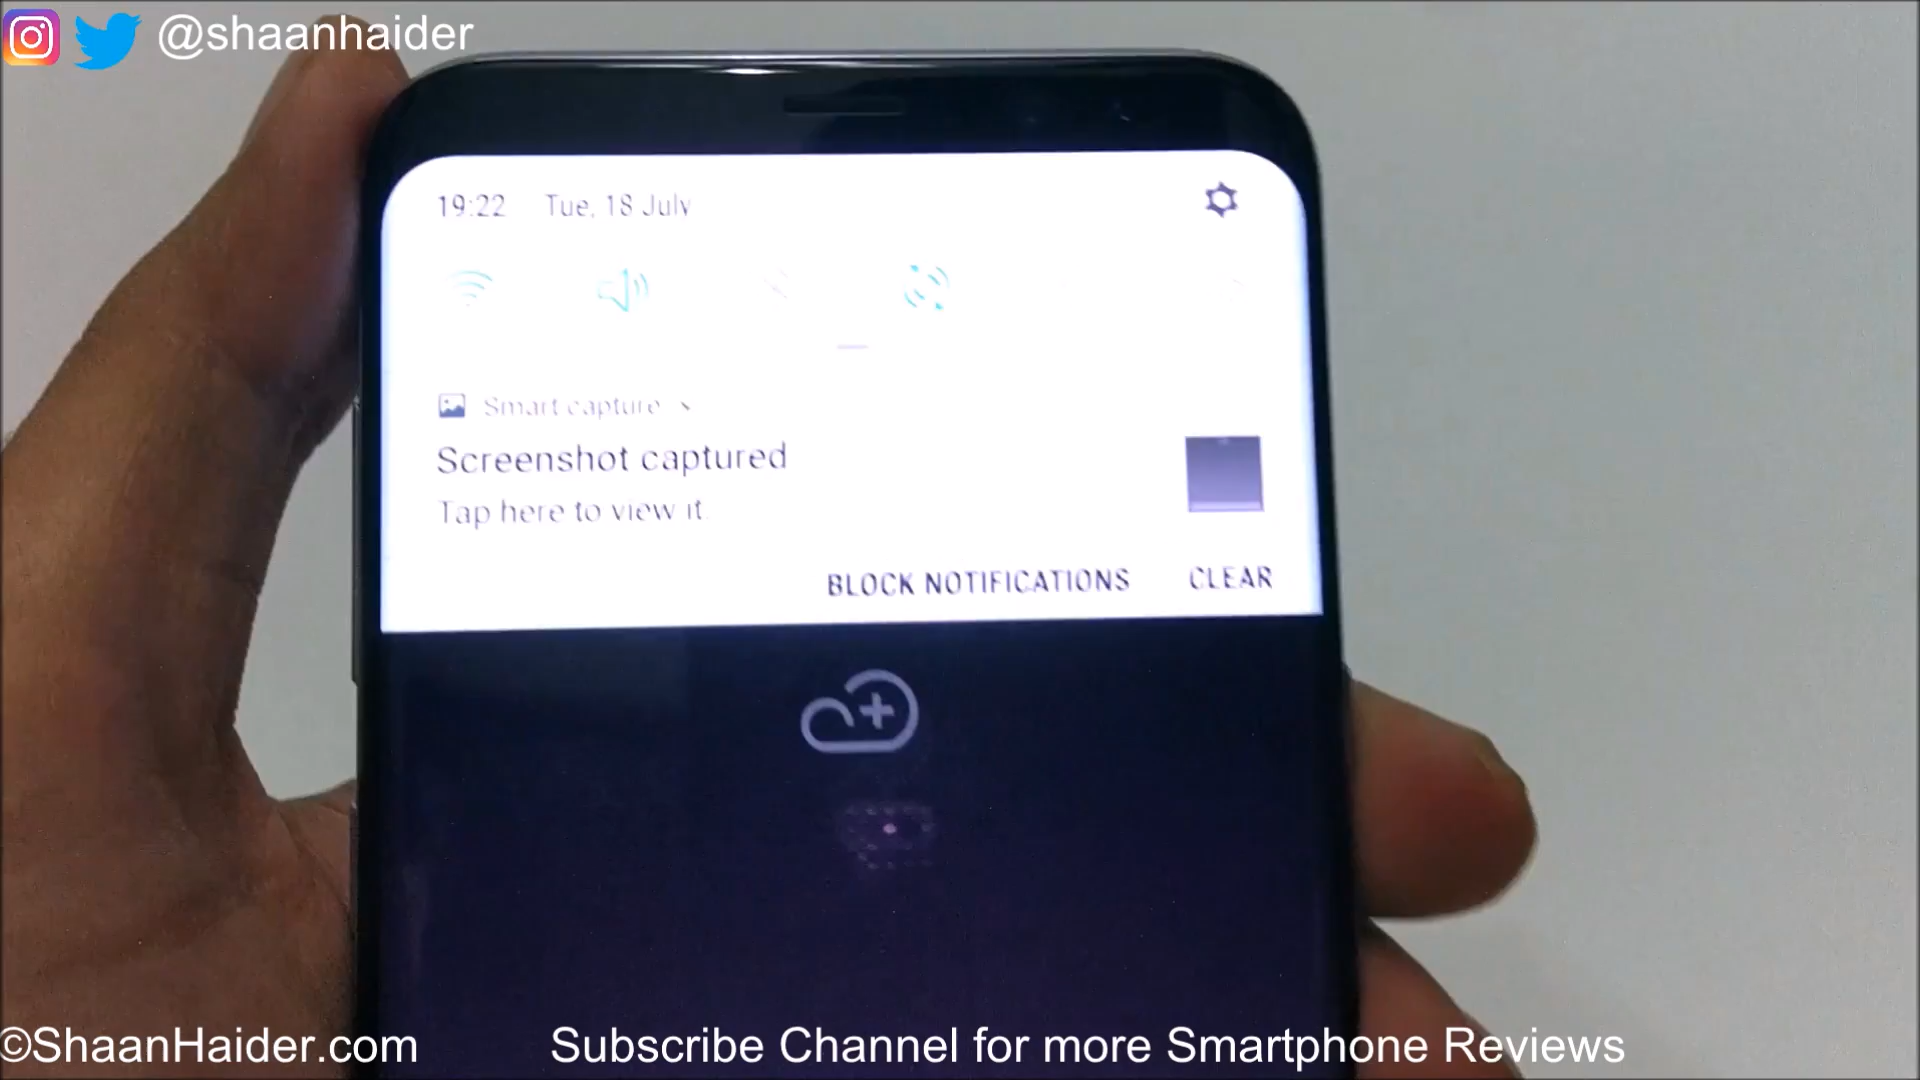 @shaanhaider
19:22 Tue, 18 July
Smart capture
Screenshot captured
Tap here to view it.
BLOCK NOTIFICATIONS CLEAR
©ShaanHaider.com Subscribe Channel for more Smartphone Reviews